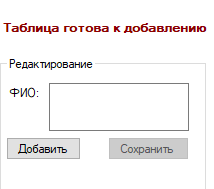 Таблица готова к добавлению
Редактирование
ФИО:
Добавить
Сохранить